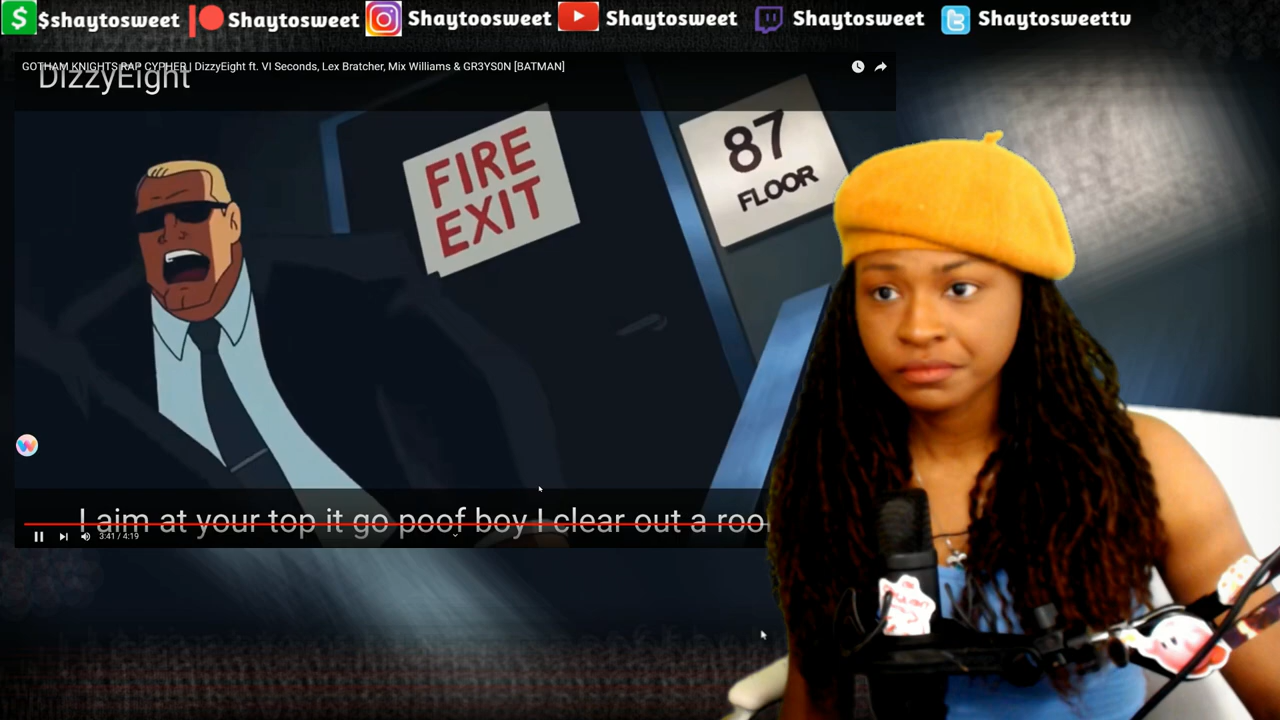 $shaytosweet Shaytosweet Shaytoosweet Shaytosweet Shaytosweet Shaytosweettv
GOTHAM KNIGHTS RAP CYPHER | DizzyEight ft. VI Seconds, Lex Bratcher, Mix Williams & GR3YS0N [BATMAN]
DizzyEight
FIRE
EXIT
87
FLOOR
I aim at your top it go poof boy I clear out a roo
3:41 / 4:19